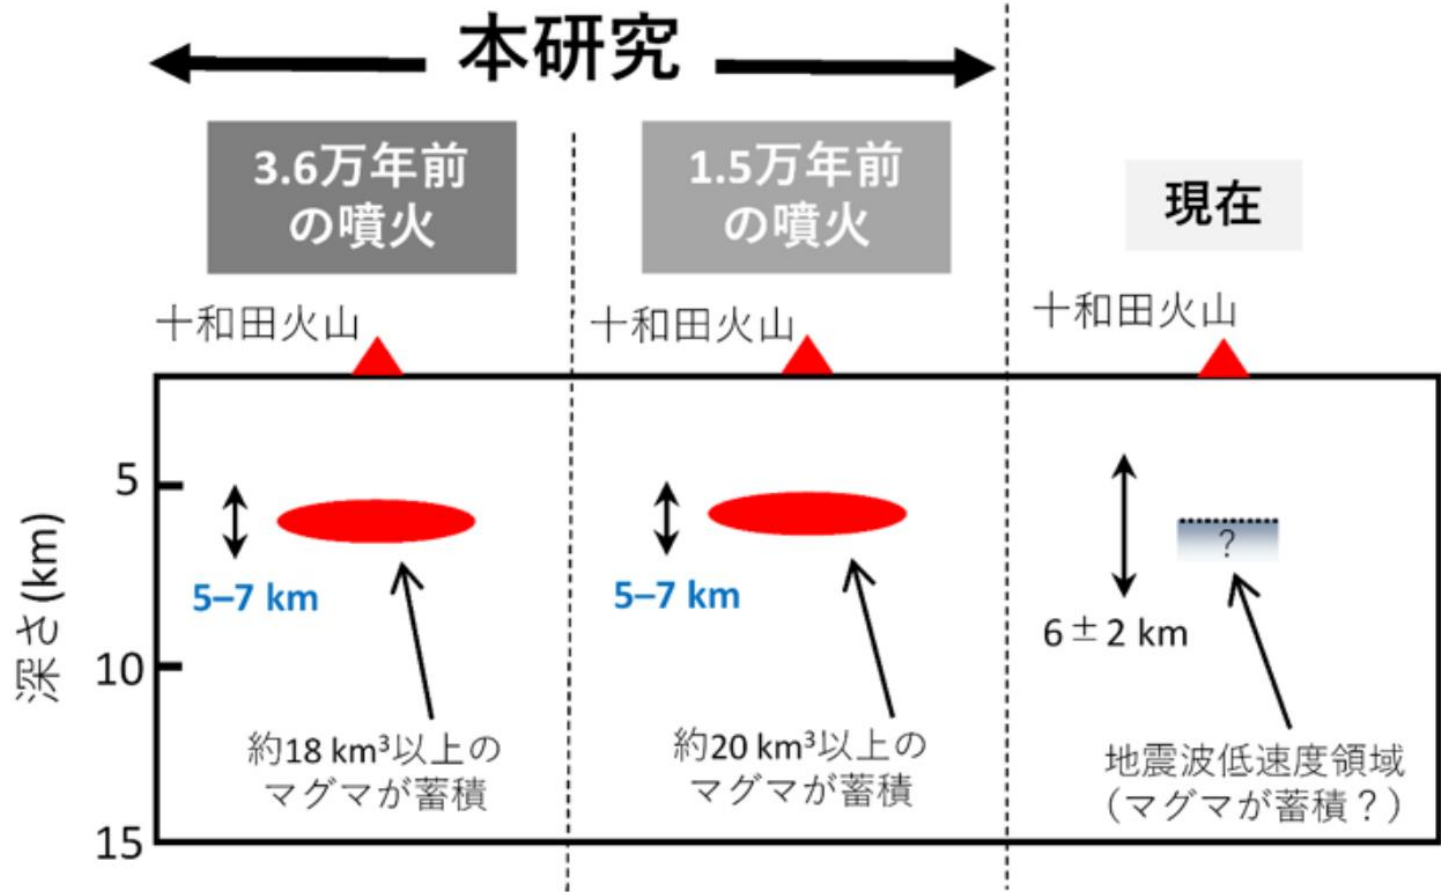 本研究
3.6万年前
の噴火
1.5万年前
の噴火
現在
十和田火山
十和田火山
十和田火山
深さ (km)
5
10
15
5–7 km
5–7 km
?
6±2 km
約18 km³以上の
マグマが蓄積
約20 km³以上の
マグマが蓄積
地震波低速度領域
（マグマが蓄積？）